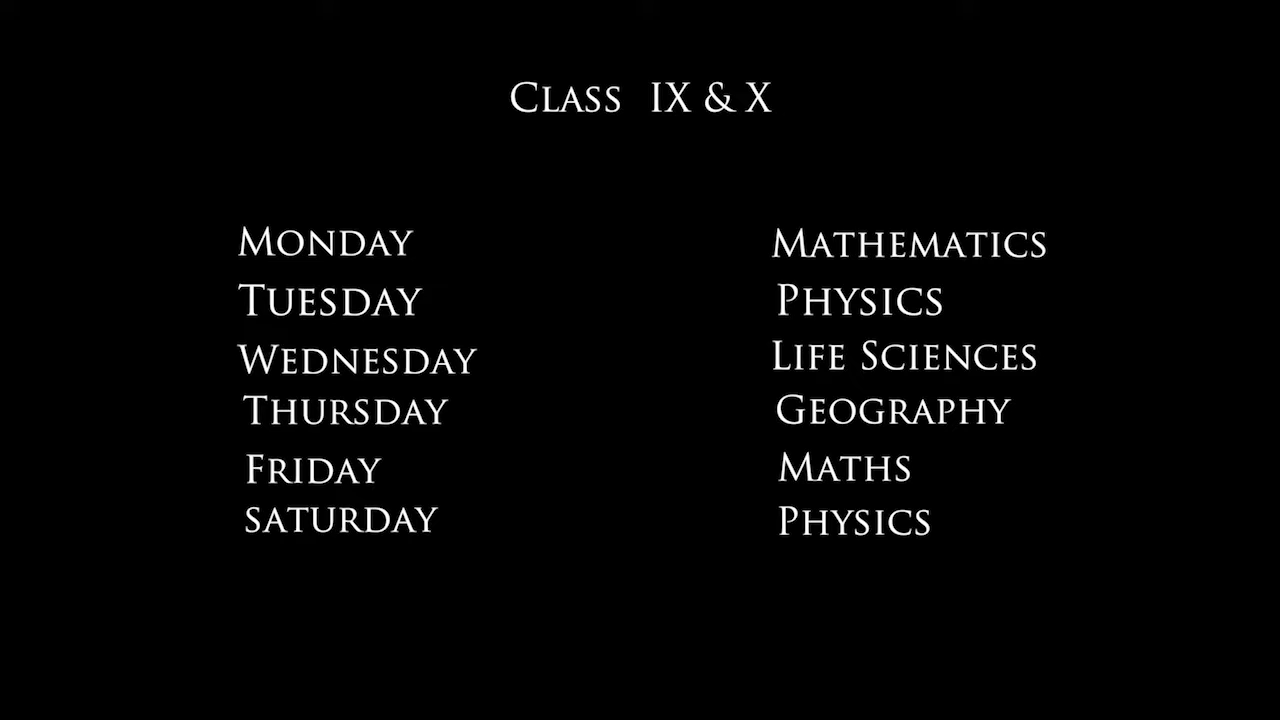 Class IX & X
Monday Mathematics
Tuesday Physics
Wednesday Life Sciences
Thursday Geography
Friday Maths
saturday Physics